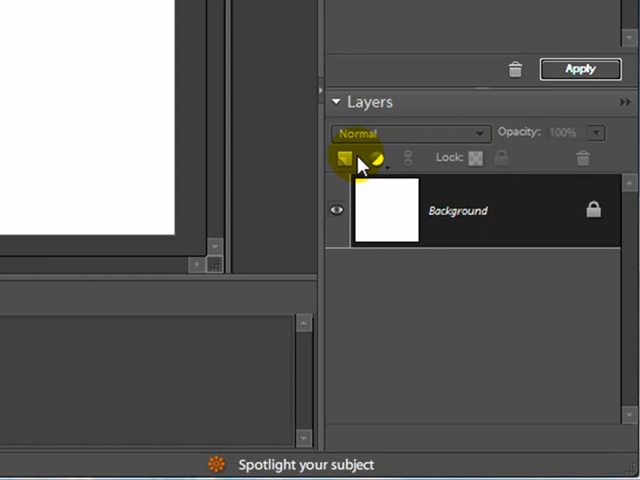 Apply
Layers
Normal
Opacity: 100%
Lock:
Background
Spotlight your subject